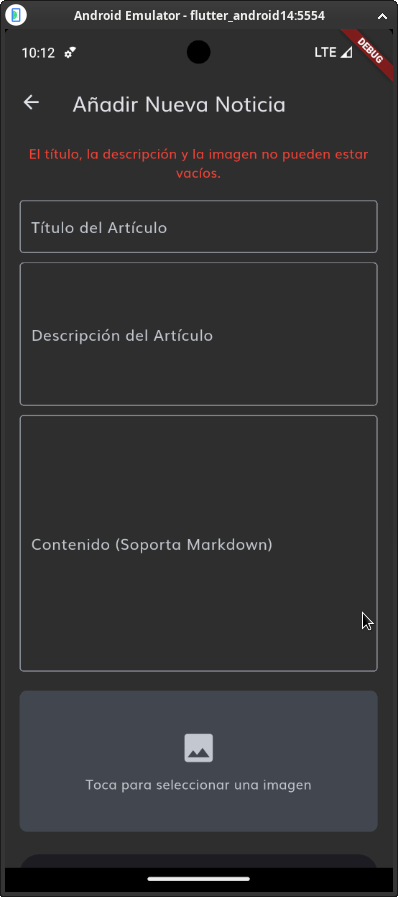 Android Emulator - flutter_android14:5554
10:12
LTE
DEBUG
Añadir Nueva Noticia
El título, la descripción y la imagen no pueden estar
vacíos.
Título del Artículo
Descripción del Artículo
Contenido (Soporta Markdown)
Toca para seleccionar una imagen